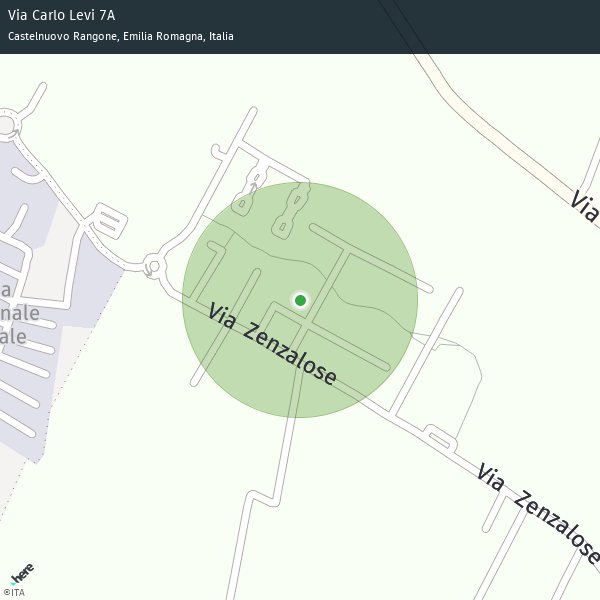 Via Carlo Levi 7A
Castelnuovo Rangone, Emilia Romagna, Italia
Via
a
nale
ale
Via Zenzalose
Via Zenzalose
here
©ITA